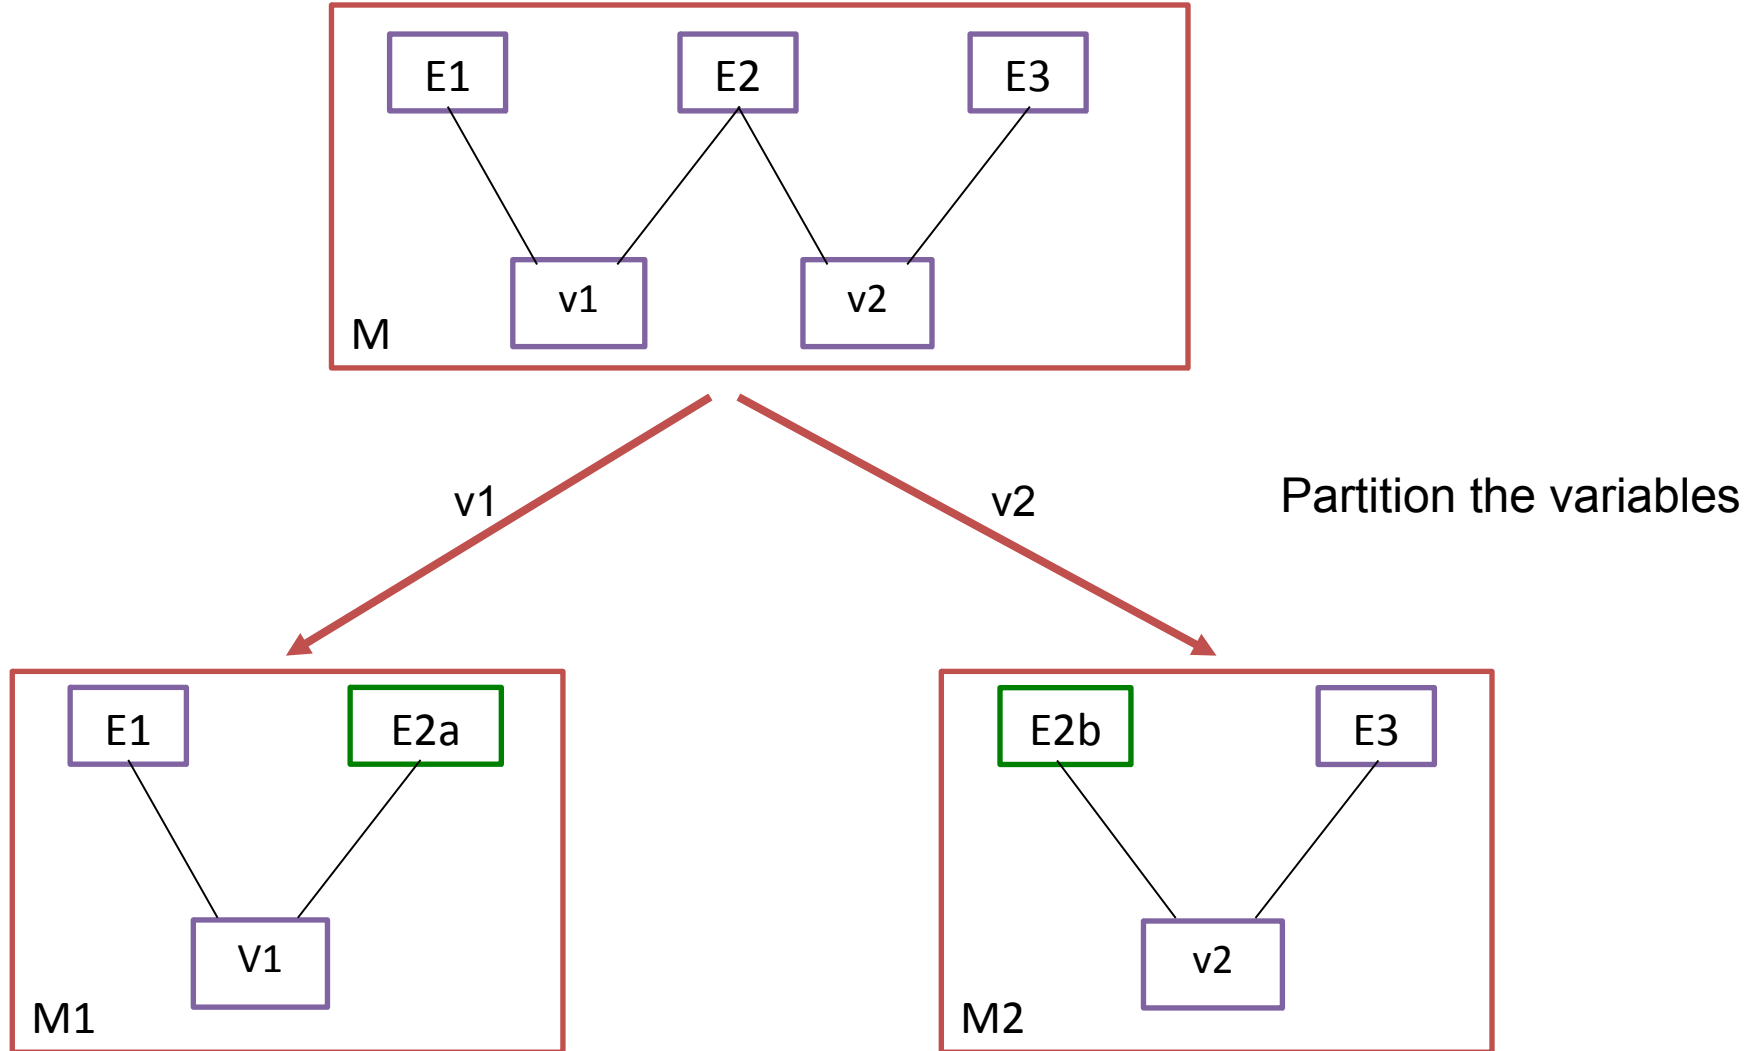 E1
E2
E3
v1
v2
M
v1
v2
Partition the variables
E1
E2a
E2b
E3
V1
v2
M1
M2